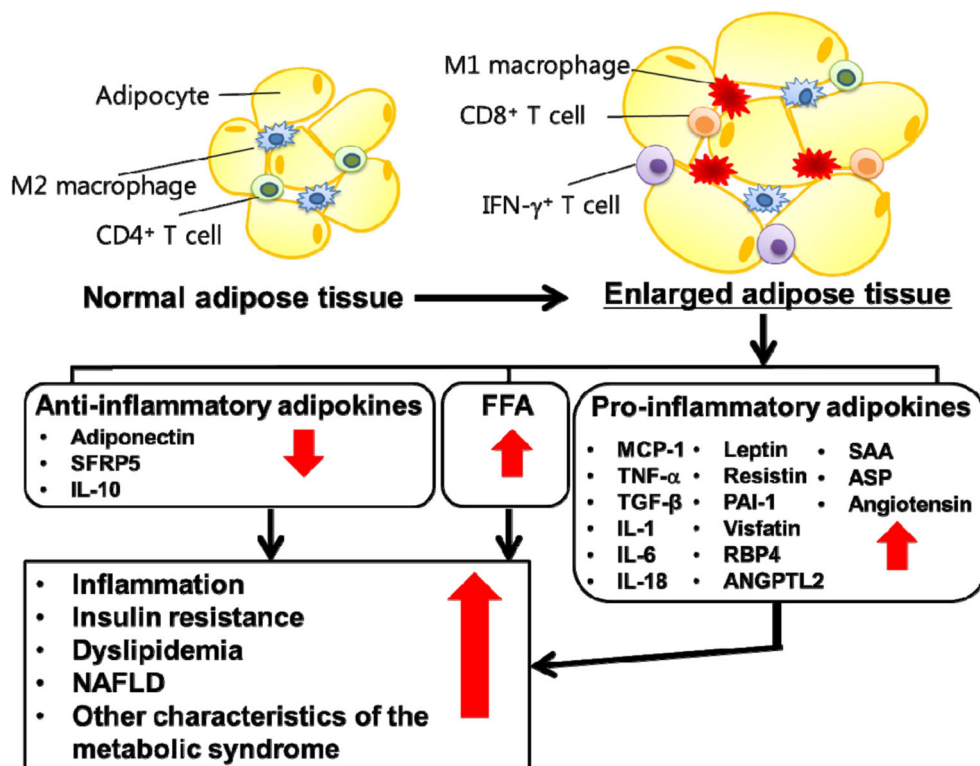 Adipocyte
M2 macrophage
CD4⁺ T cell
M1 macrophage
CD8⁺ T cell
IFN-γ⁺ T cell
Normal adipose tissue
Enlarged adipose tissue
Anti-inflammatory adipokines
• Adiponectin
• SFRP5
• IL-10
FFA
Pro-inflammatory adipokines
• MCP-1
• TNF-α
• TGF-β
• IL-1
• IL-6
• IL-18
• Leptin
• Resistin
• PAI-1
• Visfatin
• RBP4
• ANGPTL2
• SAA
• ASP
• Angiotensin
• Inflammation
• Insulin resistance
• Dyslipidemia
• NAFLD
• Other characteristics of the
metabolic syndrome